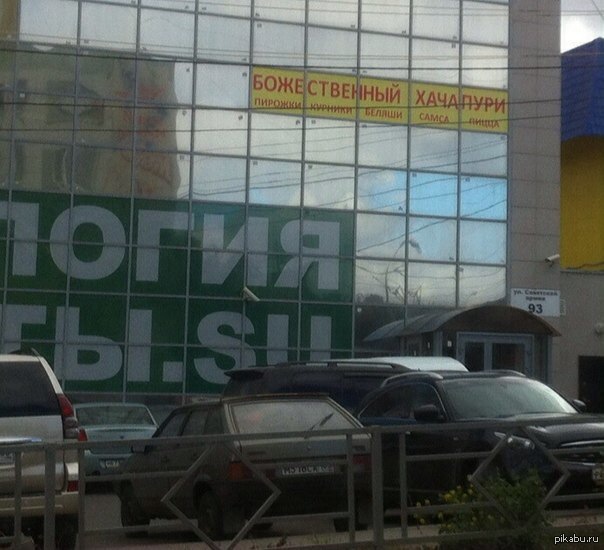 БОЖЕСТВЕННЫЙ ХАЧАПУРИ
ПИРОЖКИ КУРНИКИ БЕЛЯШИ САМСА ПИЦЦА
ЛОГИЯ
ТЫ.SU
ул. Советской
армии
93
pikabu.ru